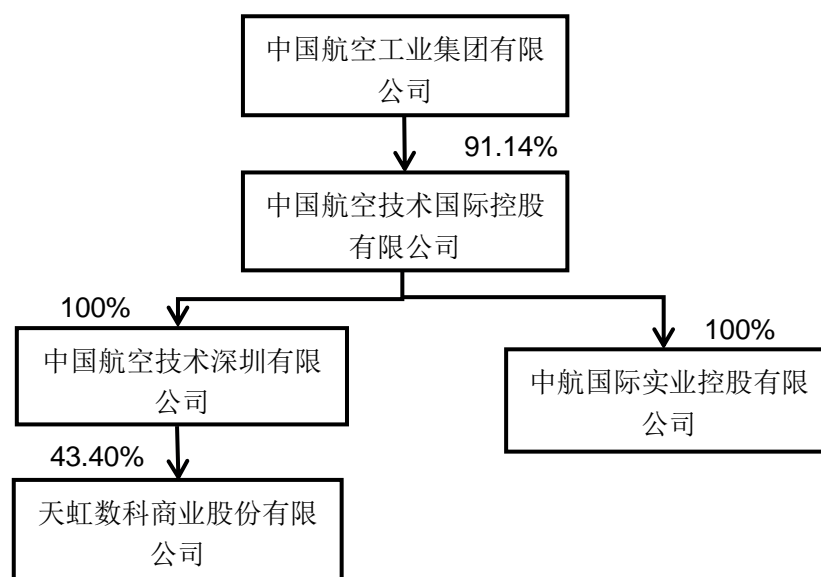 中国航空工业集团有限
公司
91.14%
中国航空技术国际控股
有限公司
100%
100%
中国航空技术深圳有限
公司
中航国际实业控股有限
公司
43.40%
天虹数科商业股份有限
公司